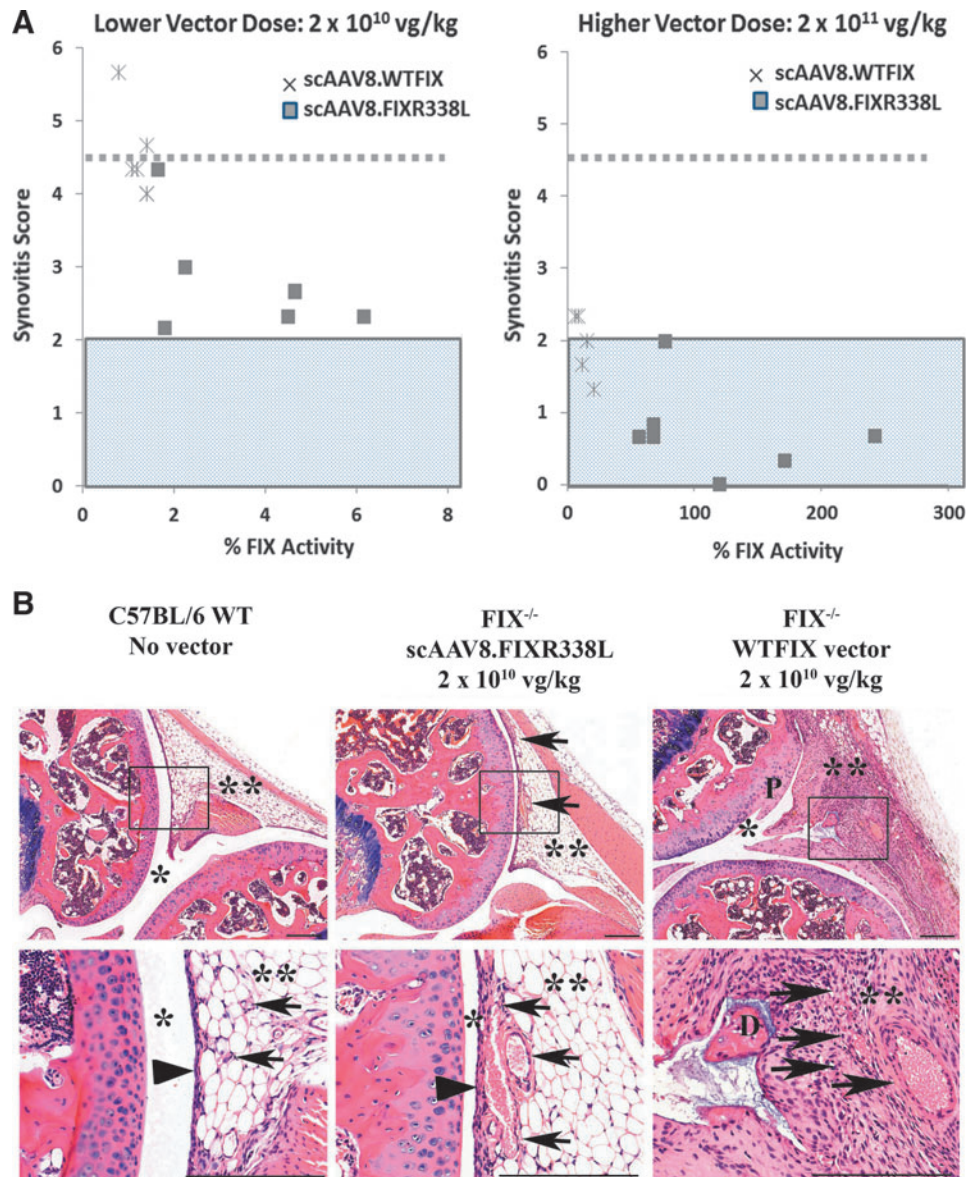 A
Lower Vector Dose: 2 x 10¹⁰ vg/kg
6
5
4
3
2
1
0
Synovitis Score
scAAV8.WTFIX
scAAV8.FIXR338L
0 2 4 6 8
% FIX Activity
Higher Vector Dose: 2 x 10¹¹ vg/kg
6
5
4
3
2
1
0
Synovitis Score
scAAV8.WTFIX
scAAV8.FIXR338L
0 100 200 300
% FIX Activity
B
C57BL/6 WT
No vector
FIX⁻/⁻
scAAV8.FIXR338L
2 x 10¹⁰ vg/kg
FIX⁻/⁻
WTFIX vector
2 x 10¹⁰ vg/kg
**
*
**
*
**
P
*
**
*
**
*
**
D